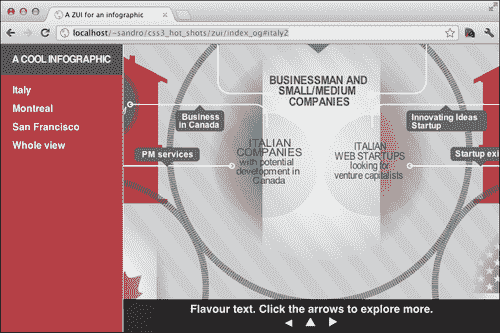 A ZUI for an infographic
localhost/~sandro/css3_hot_shots/zui/index_og#italy2
A COOL INFOGRAPHIC
Italy
Montreal
San Francisco
Whole view
BUSINESSMAN AND
SMALL/MEDIUM
COMPANIES
Business
in Canada
Innovating Ideas
Startup
ITALIAN
COMPANIES
with potential
development in
Canada
ITALIAN
WEB STARTUPS
looking for
venture capitalists
PM services
Startup exi
Flavour text. Click the arrows to explore more.